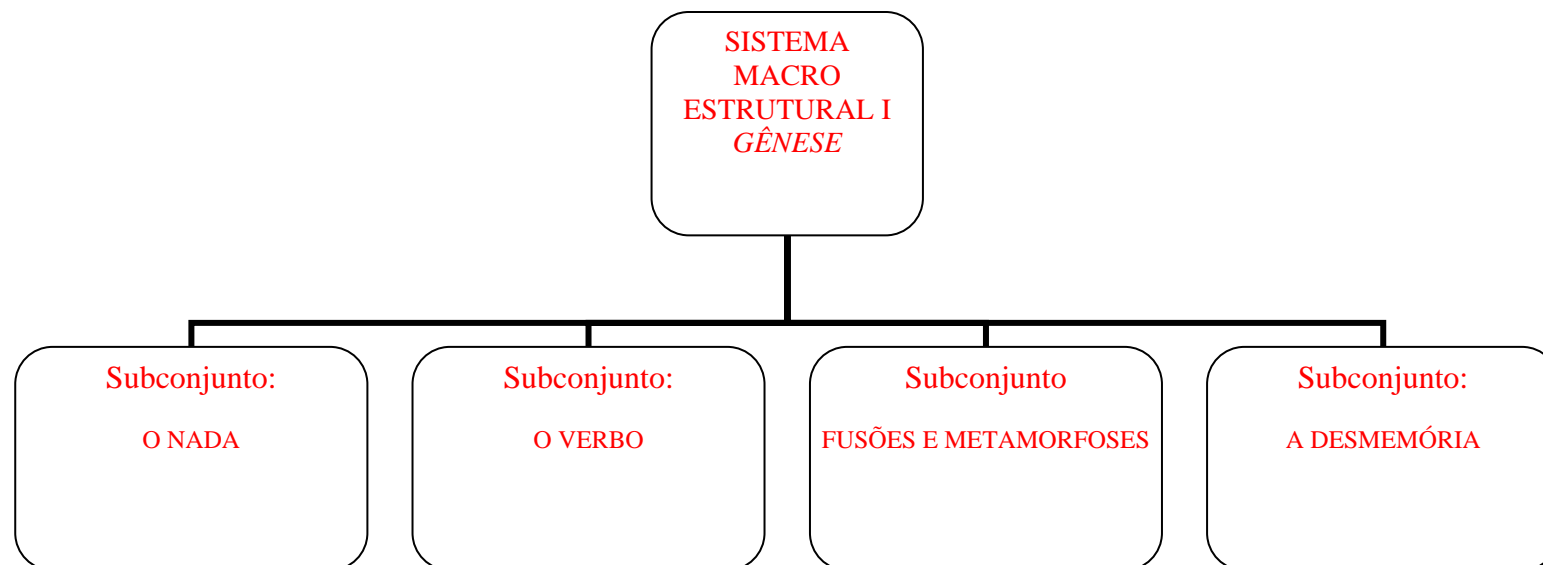 SISTEMA
MACRO
ESTRUTURAL I
GÊNESE
Subconjunto:
O NADA
Subconjunto:
O VERBO
Subconjunto
FUSÕES E METAMORFOSES
Subconjunto:
A DESMEMÓRIA